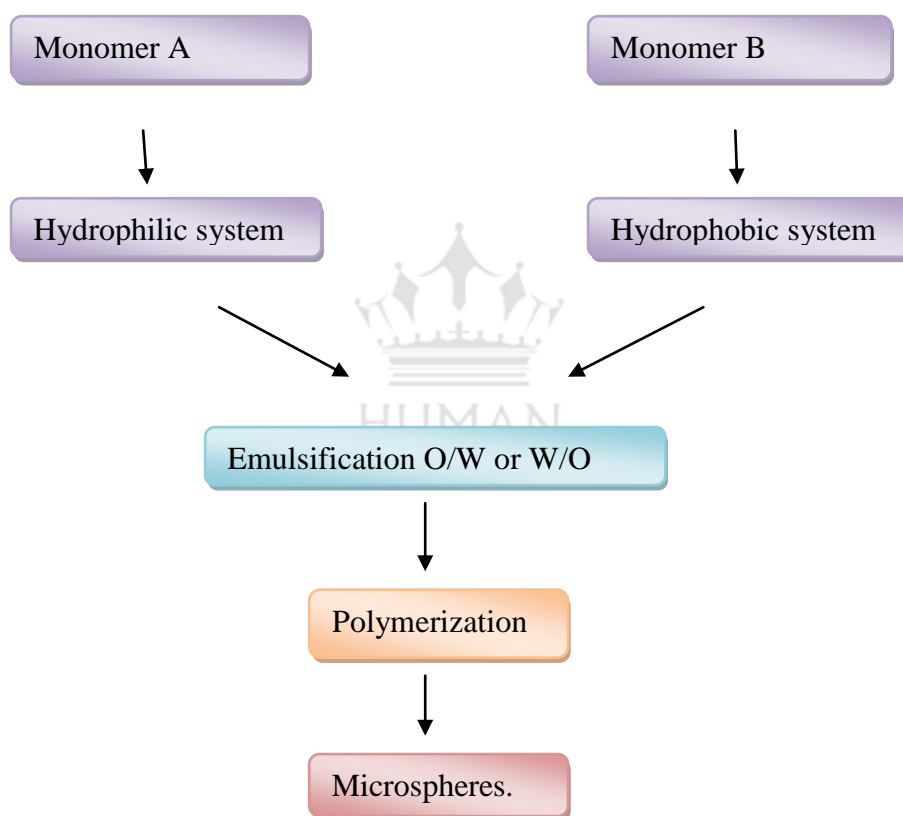 Monomer A
Monomer B
Hydrophilic system
Hydrophobic system
HUMAN
Emulsification O/W or W/O
Polymerization
Microspheres.